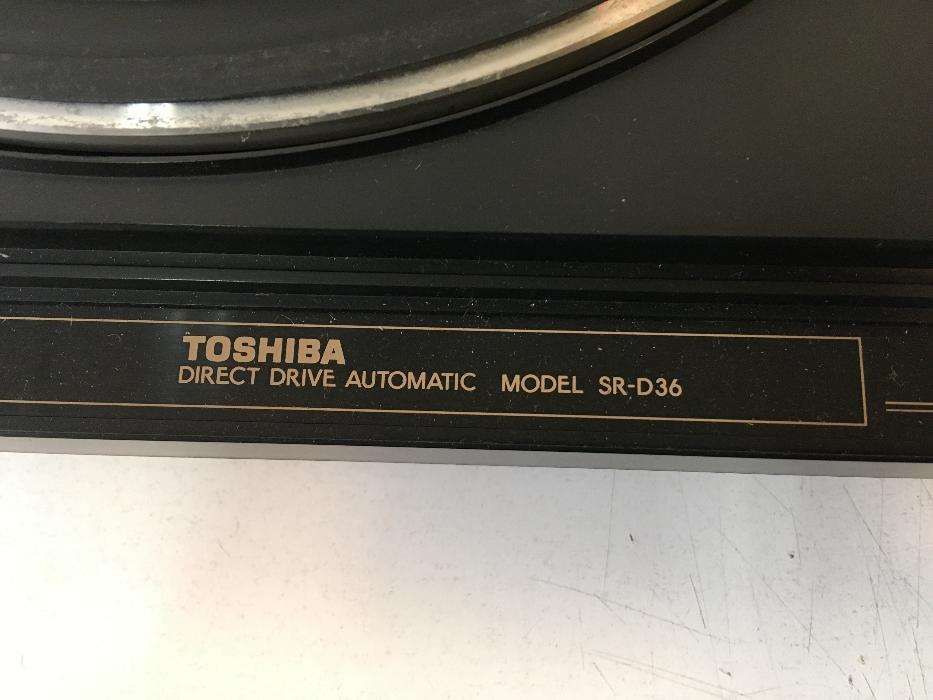 TOSHIBA
DIRECT DRIVE AUTOMATIC MODEL SR-D36